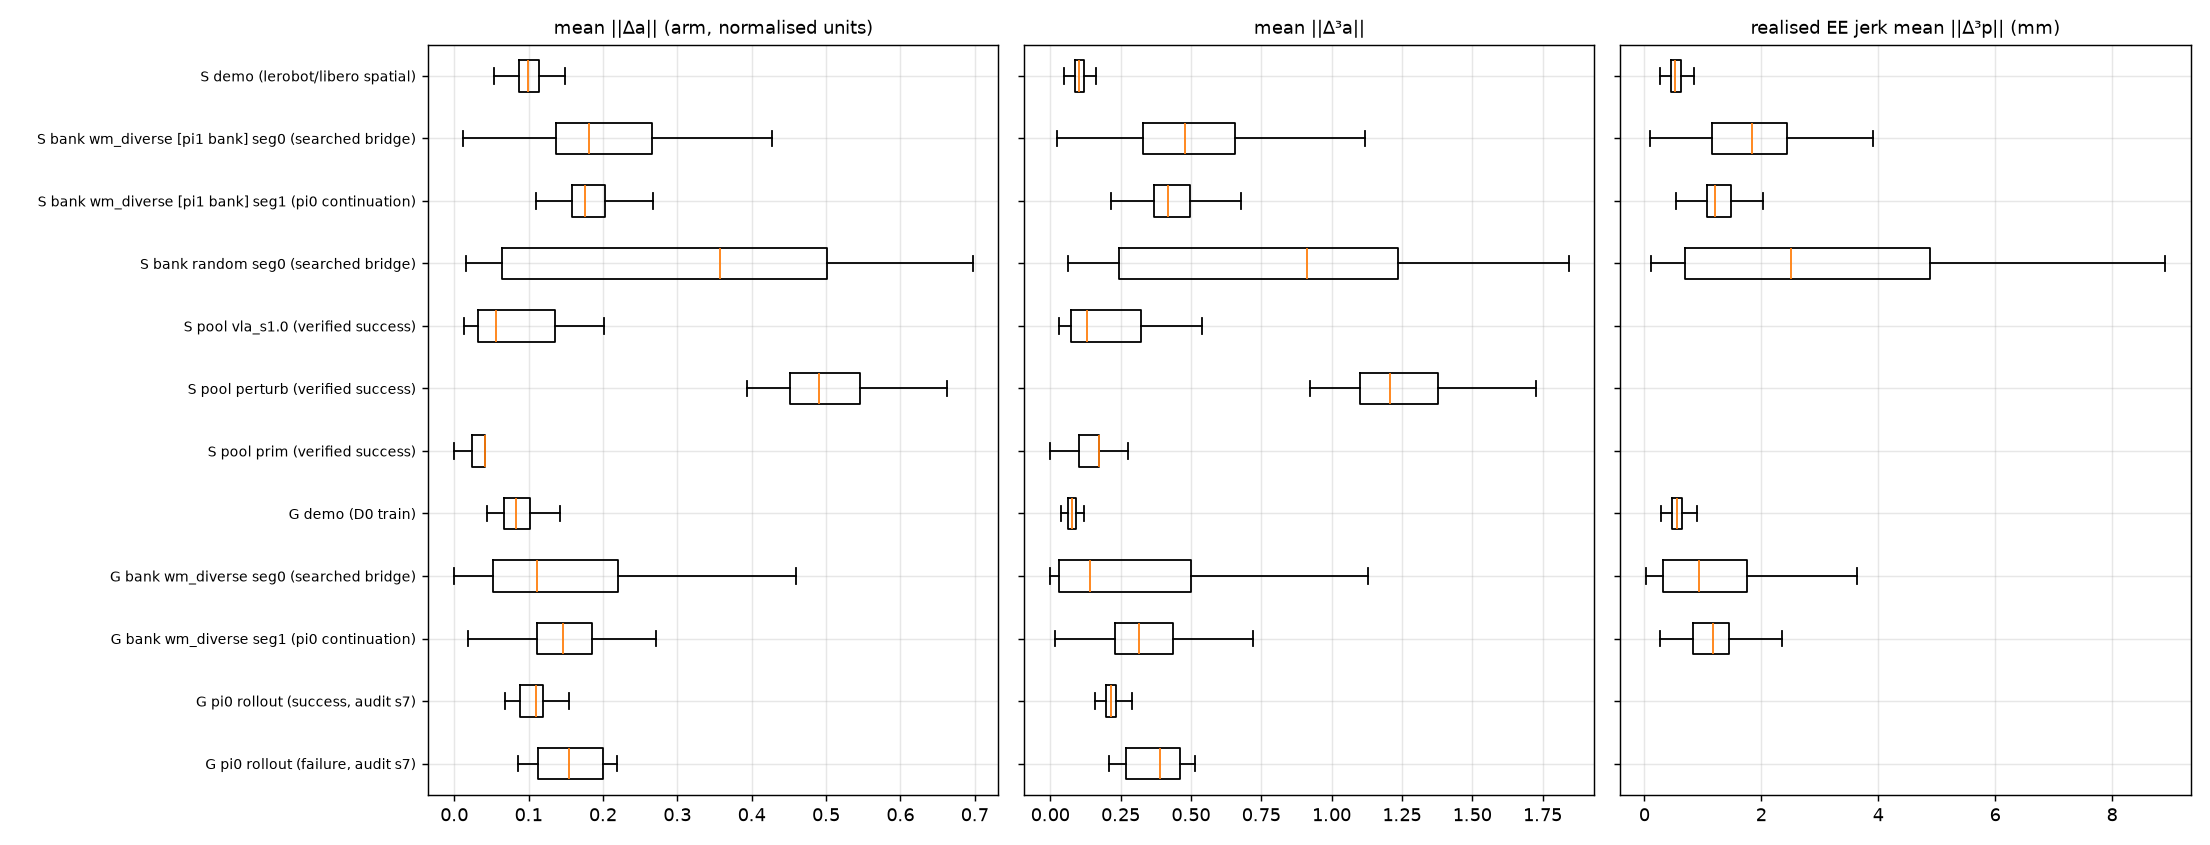 mean ||Δa|| (arm, normalised units)
mean ||Δ³a||
realised EE jerk mean ||Δ³p|| (mm)
S demo (lerobot/libero spatial)
S bank wm_diverse [pi1 bank] seg0 (searched bridge)
S bank wm_diverse [pi1 bank] seg1 (pi0 continuation)
S bank random seg0 (searched bridge)
S pool vla_s1.0 (verified success)
S pool perturb (verified success)
S pool prim (verified success)
G demo (D0 train)
G bank wm_diverse seg0 (searched bridge)
G bank wm_diverse seg1 (pi0 continuation)
G pi0 rollout (success, audit s7)
G pi0 rollout (failure, audit s7)
0.0 0.1 0.2 0.3 0.4 0.5 0.6 0.7
0.00 0.25 0.50 0.75 1.00 1.25 1.50 1.75
0 2 4 6 8